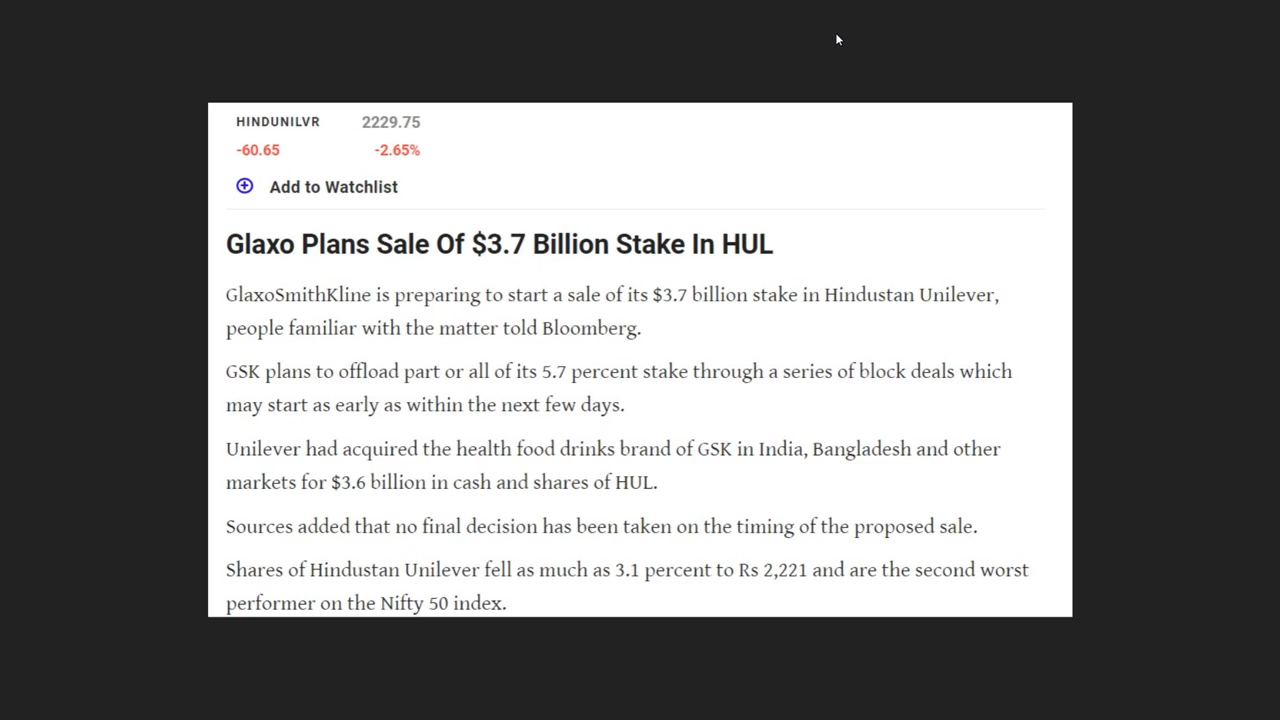 HINDUNILVR 2229.75
-60.65 -2.65%
Add to Watchlist
Glaxo Plans Sale Of $3.7 Billion Stake In HUL
GlaxoSmithKline is preparing to start a sale of its $3.7 billion stake in Hindustan Unilever,
people familiar with the matter told Bloomberg.
GSK plans to offload part or all of its 5.7 percent stake through a series of block deals which
may start as early as within the next few days.
Unilever had acquired the health food drinks brand of GSK in India, Bangladesh and other
markets for $3.6 billion in cash and shares of HUL.
Sources added that no final decision has been taken on the timing of the proposed sale.
Shares of Hindustan Unilever fell as much as 3.1 percent to Rs 2,221 and are the second worst
performer on the Nifty 50 index.